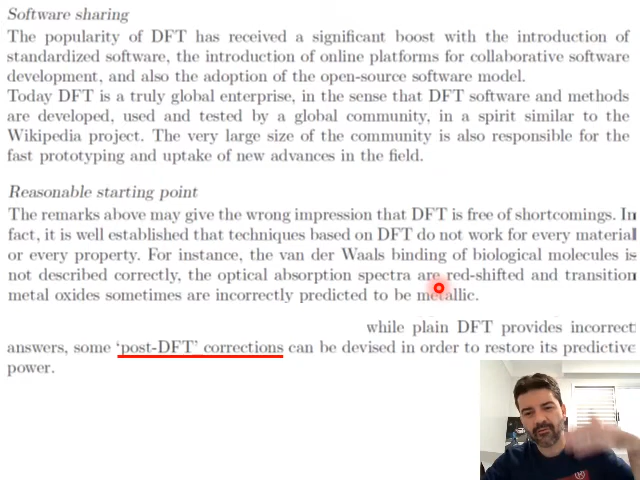 Software sharing
The popularity of DFT has received a significant boost with the introduction of
standardized software, the introduction of online platforms for collaborative software
development, and also the adoption of the open-source software model.
Today DFT is a truly global enterprise, in the sense that DFT software and methods
are developed, used and tested by a global community, in a spirit similar to the
Wikipedia project. The very large size of the community is also responsible for the
fast prototyping and uptake of new advances in the field.
Reasonable starting point
The remarks above may give the wrong impression that DFT is free of shortcomings. In
fact, it is well established that techniques based on DFT do not work for every material
or every property. For instance, the van der Waals binding of biological molecules is
not described correctly, the optical absorption spectra are red-shifted and transition
metal oxides sometimes are incorrectly predicted to be metallic.
while plain DFT provides incorrect
answers, some ‘post-DFT’ corrections can be devised in order to restore its predictive
power.